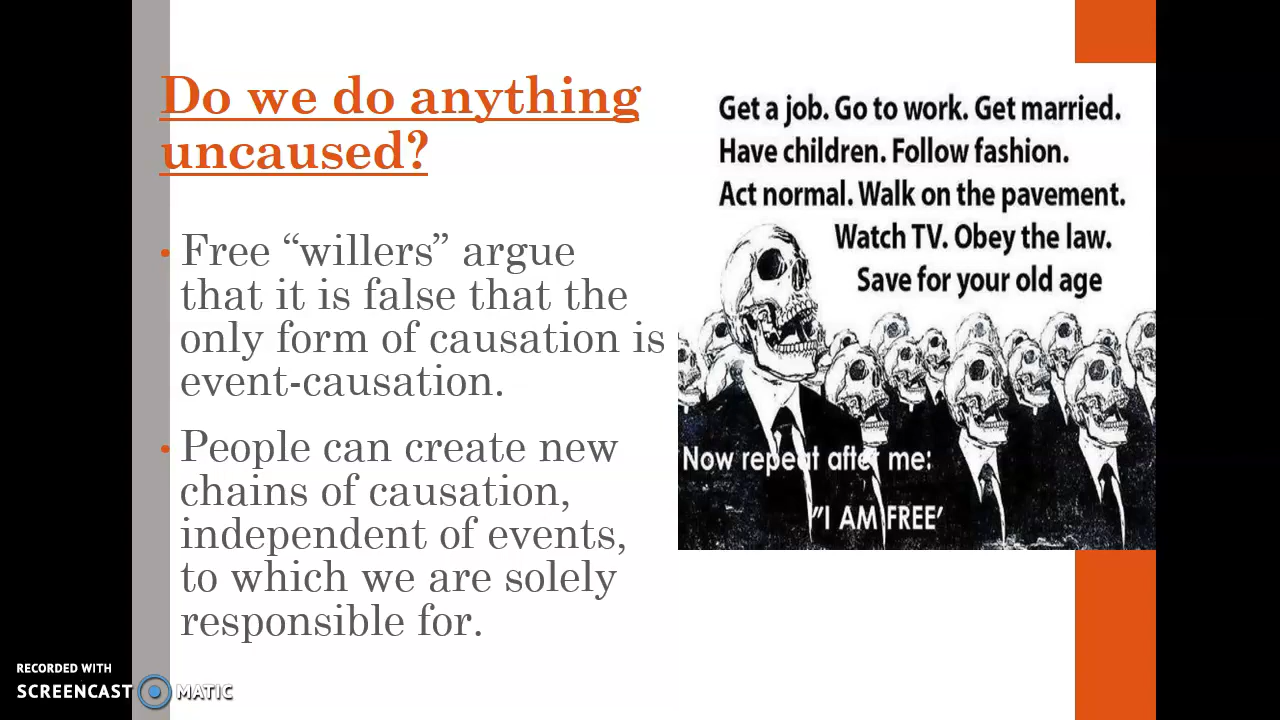 Do we do anything
uncaused?
• Free “willers” argue
that it is false that the
only form of causation is
event-causation.
• People can create new
chains of causation,
independent of events,
to which we are solely
responsible for.
Get a job. Go to work. Get married.
Have children. Follow fashion.
Act normal. Walk on the pavement.
Watch TV. Obey the law.
Save for your old age
Now repeat after me:
"I AM FREE'
RECORDED WITH
SCREENCAST MATIC